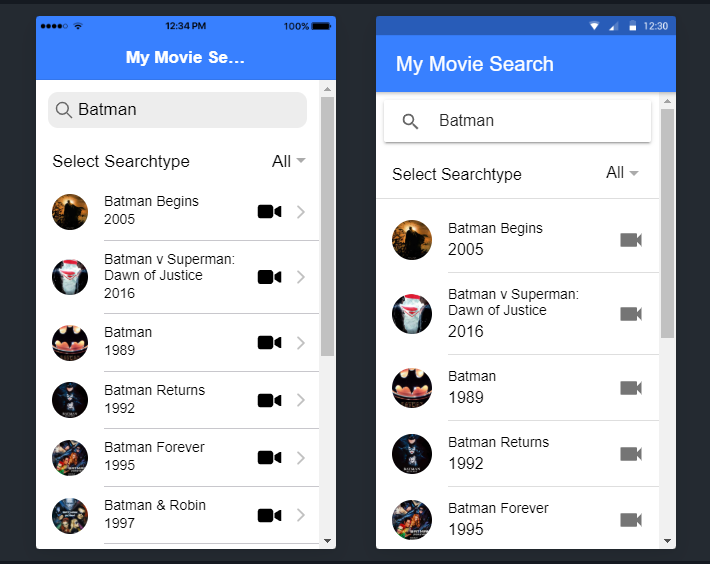 12:34 PM
100%
My Movie Se...
Batman
Select Searchtype
All
Batman Begins
2005
Batman v Superman:
Dawn of Justice
2016
Batman
1989
Batman Returns
1992
Batman Forever
1995
Batman & Robin
1997
12:30
My Movie Search
Batman
Select Searchtype
All
Batman Begins
2005
Batman v Superman:
Dawn of Justice
2016
Batman
1989
Batman Returns
1992
Batman Forever
1995